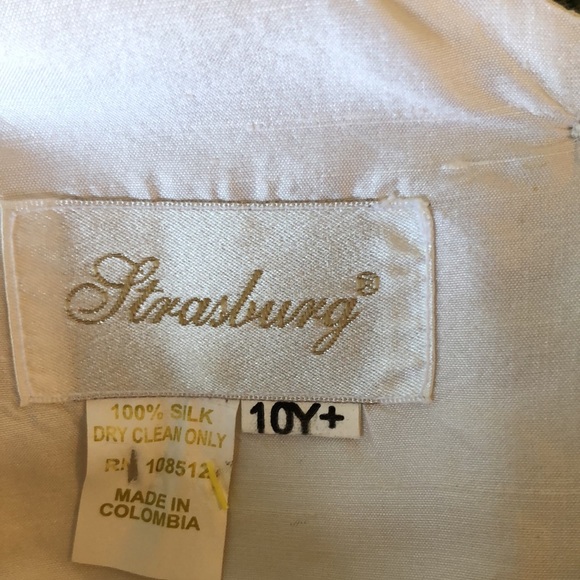 Strasburg®
10Y+
100% SILK
DRY CLEAN ONLY
RN 108512
MADE IN
COLOMBIA